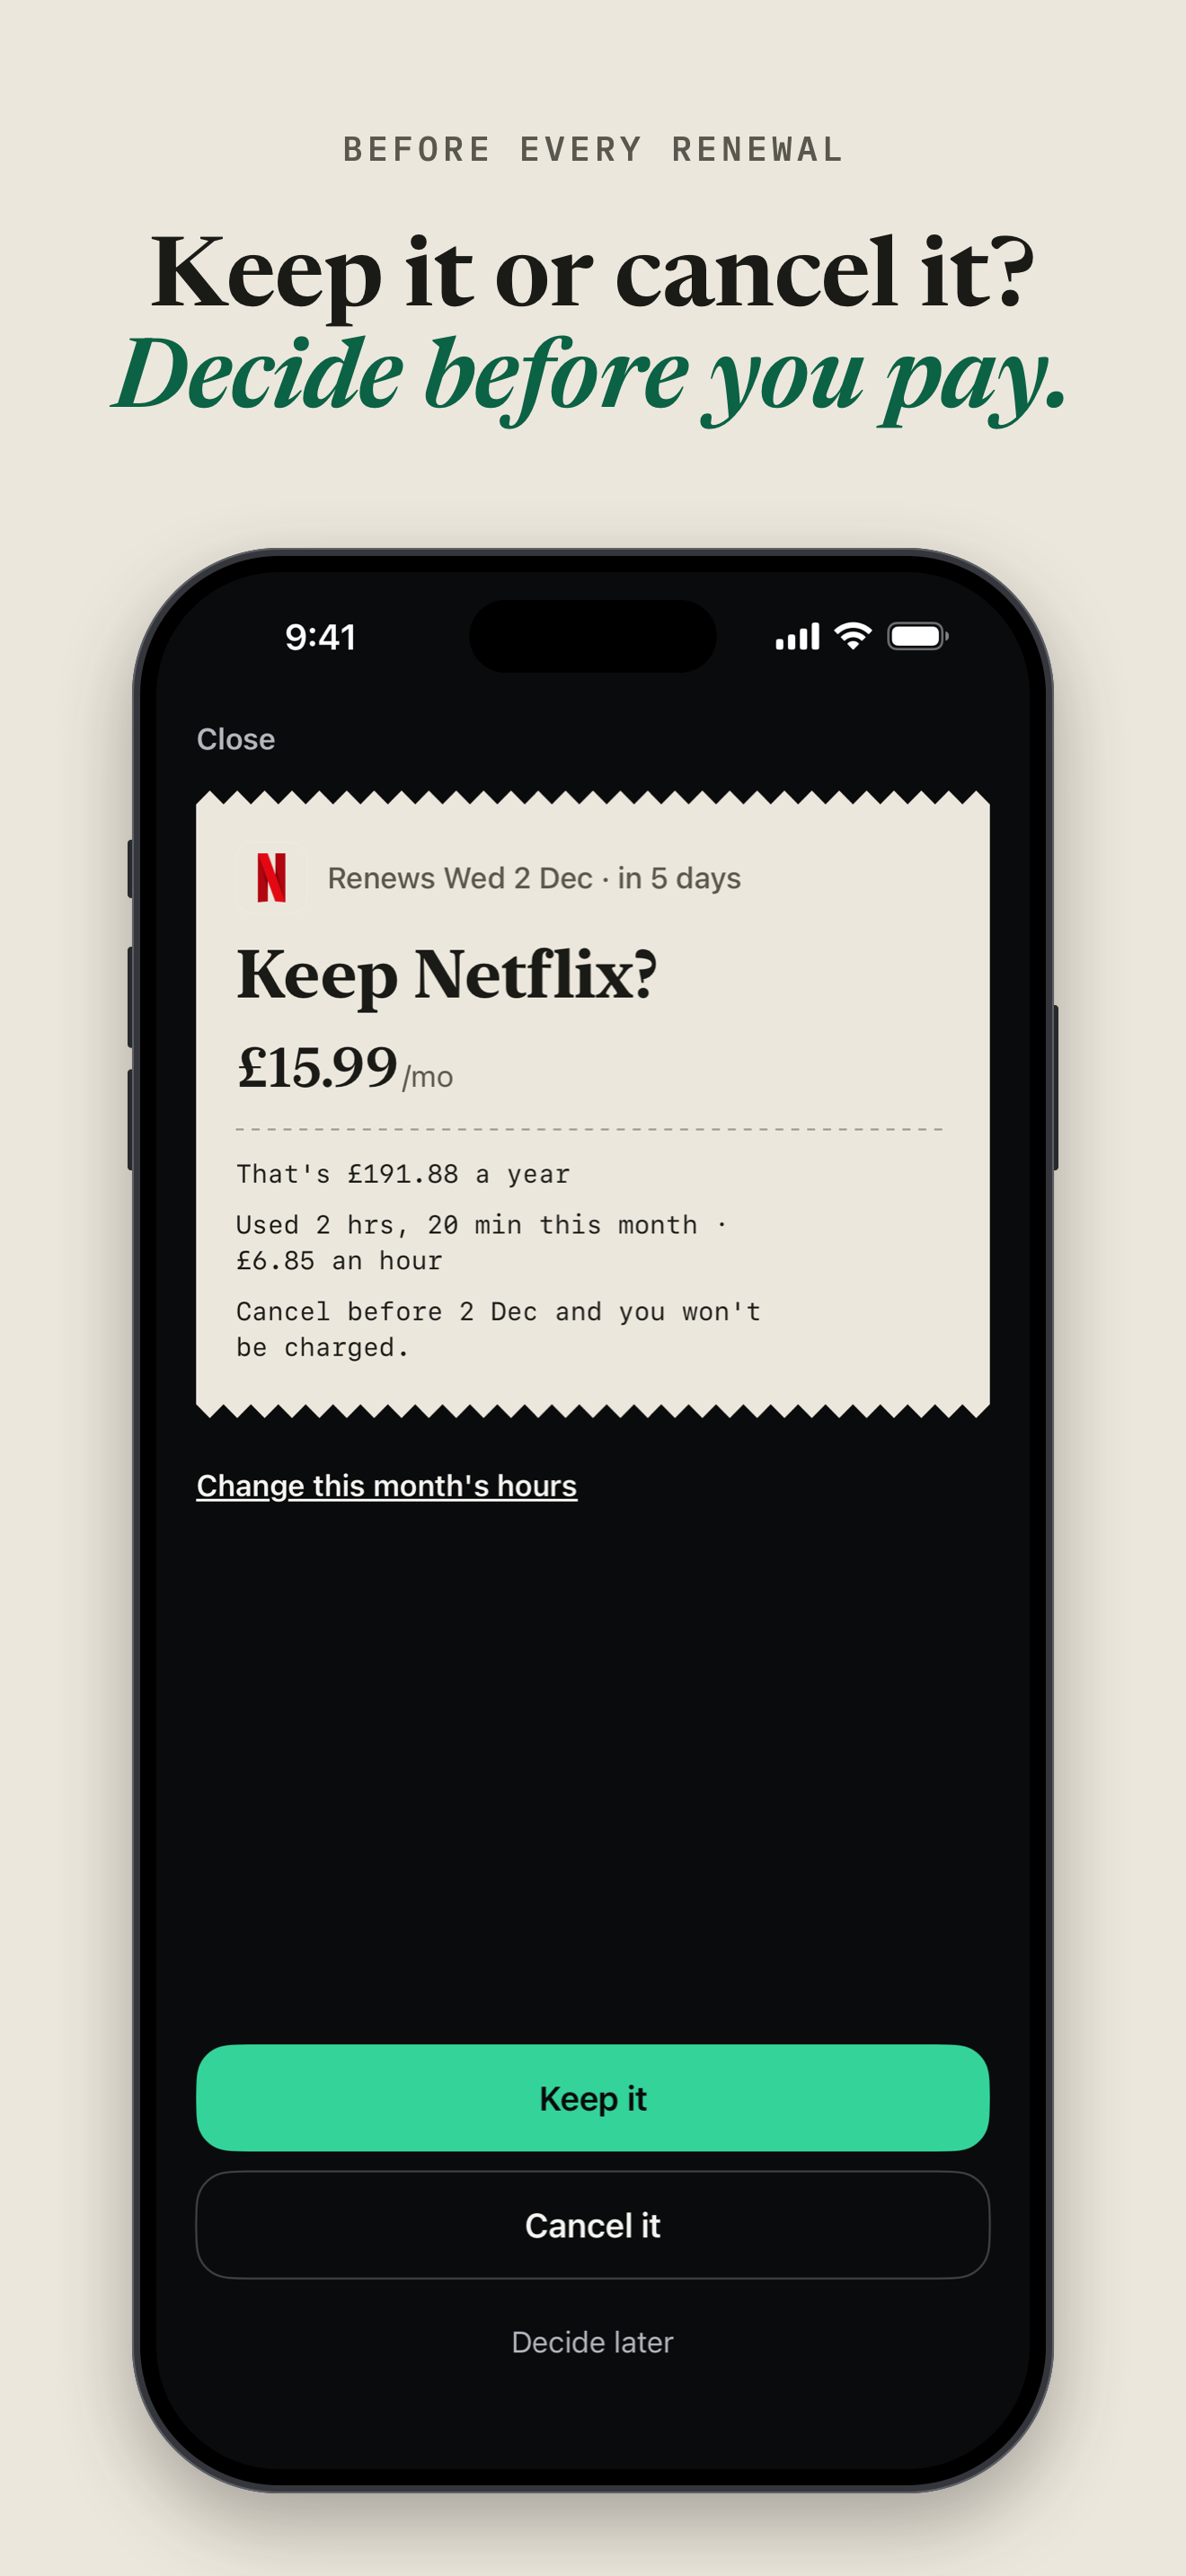 BEFORE EVERY RENEWAL
Keep it or cancel it?
Decide before you pay.
9:41
Close
N
Renews Wed 2 Dec · in 5 days
Keep Netflix?
£15.99/mo
That's £191.88 a year
Used 2 hrs, 20 min this month ·
£6.85 an hour
Cancel before 2 Dec and you won't
be charged.
Change this month's hours
Keep it
Cancel it
Decide later